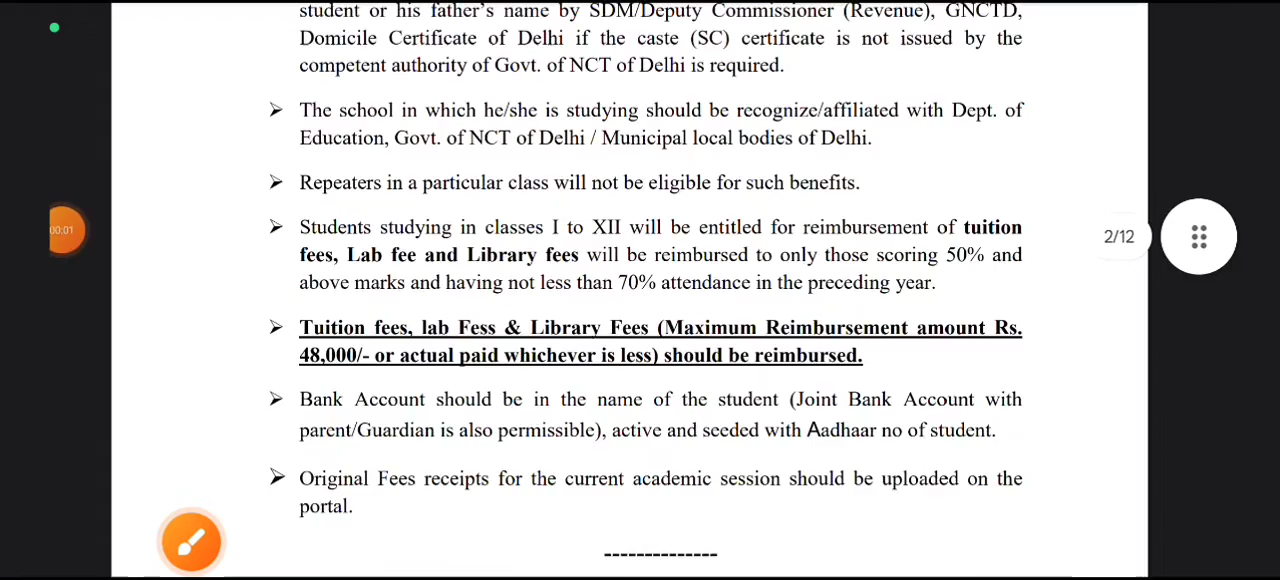 student or his father's name by SDM/Deputy Commissioner (Revenue), GNCTD,
Domicile Certificate of Delhi if the caste (SC) certificate is not issued by the
competent authority of Govt. of NCT of Delhi is required.
➢ The school in which he/she is studying should be recognize/affiliated with Dept. of
Education, Govt. of NCT of Delhi / Municipal local bodies of Delhi.
➢ Repeaters in a particular class will not be eligible for such benefits.
➢ Students studying in classes I to XII will be entitled for reimbursement of tuition
fees, Lab fee and Library fees will be reimbursed to only those scoring 50% and
above marks and having not less than 70% attendance in the preceding year.
➢ Tuition fees, lab Fess & Library Fees (Maximum Reimbursement amount Rs.
48,000/- or actual paid whichever is less) should be reimbursed.
➢ Bank Account should be in the name of the student (Joint Bank Account with
parent/Guardian is also permissible), active and seeded with Aadhaar no of student.
➢ Original Fees receipts for the current academic session should be uploaded on the
portal.
--------------
00:01
2/12